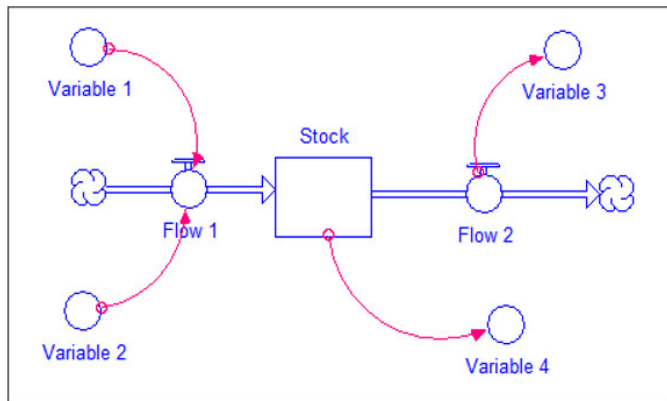 Variable 1
Variable 3
Stock
Flow 1
Flow 2
Variable 2
Variable 4